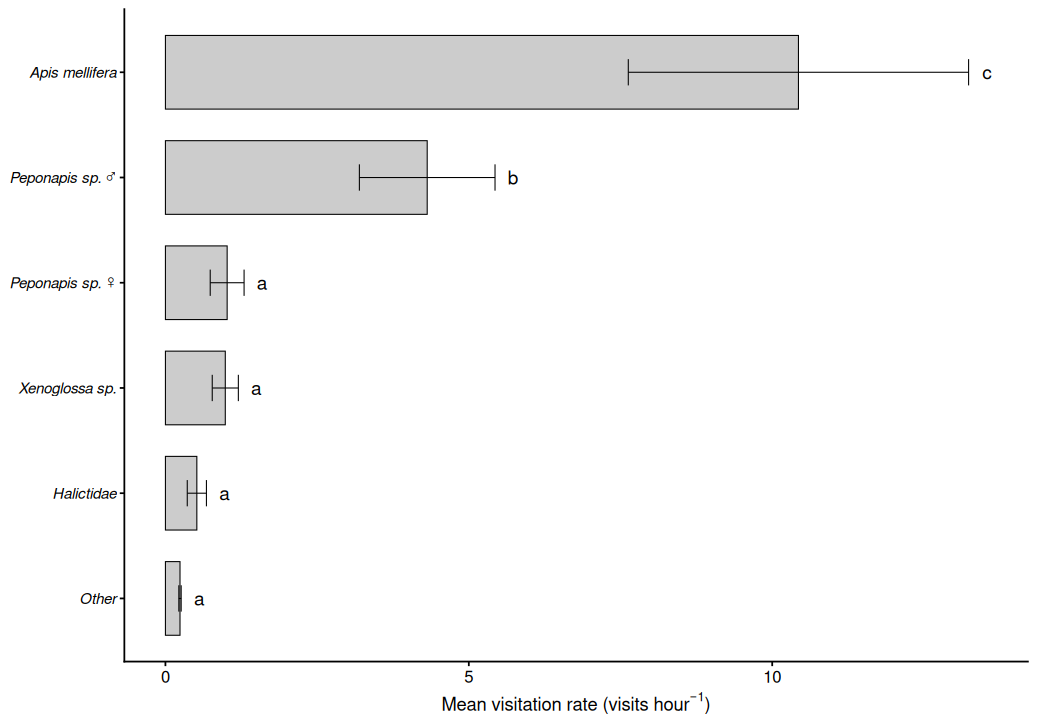 Apis mellifera
c
Peponapis sp. ♂
b
Peponapis sp. ♀
a
Xenoglossa sp.
a
Halictidae
a
Other
a
0 5 10
Mean visitation rate (visits hour⁻¹)